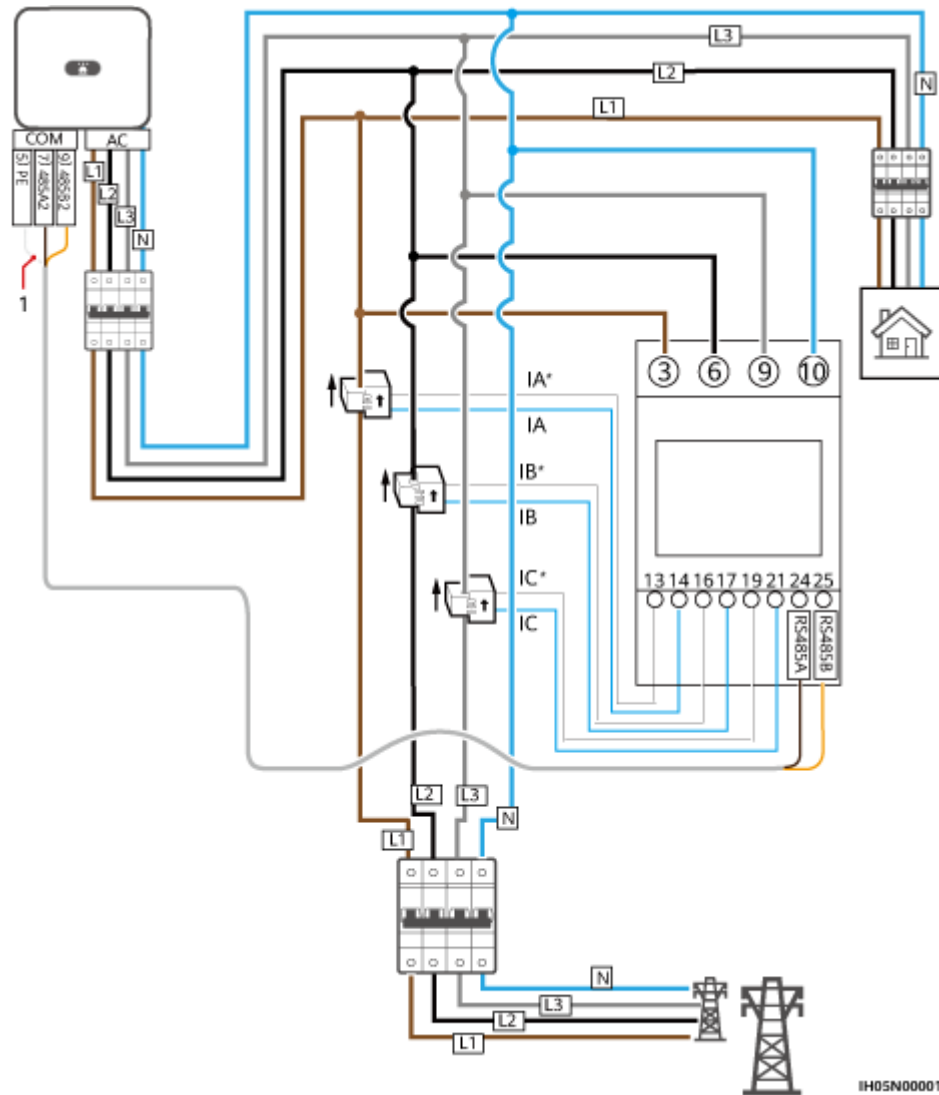 L3
L2
N
L1
COM
AC
5) PE
7) 485A2
9) 485B2
L1
L2
L3
N
1
3
6
9
10
IA*
IA
IB*
IB
IC*
IC
13 14 16 17 19 21 24 25
RS485A
RS485B
L2
L3
N
L1
N
L3
L2
L1
IH05N00001